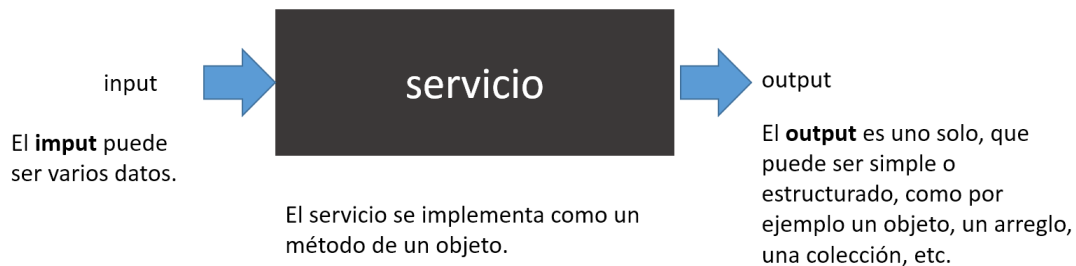 input
servicio
output
El imput puede
ser varios datos.
El servicio se implementa como un
método de un objeto.
El output es uno solo, que
puede ser simple o
estructurado, como por
ejemplo un objeto, un arreglo,
una colección, etc.